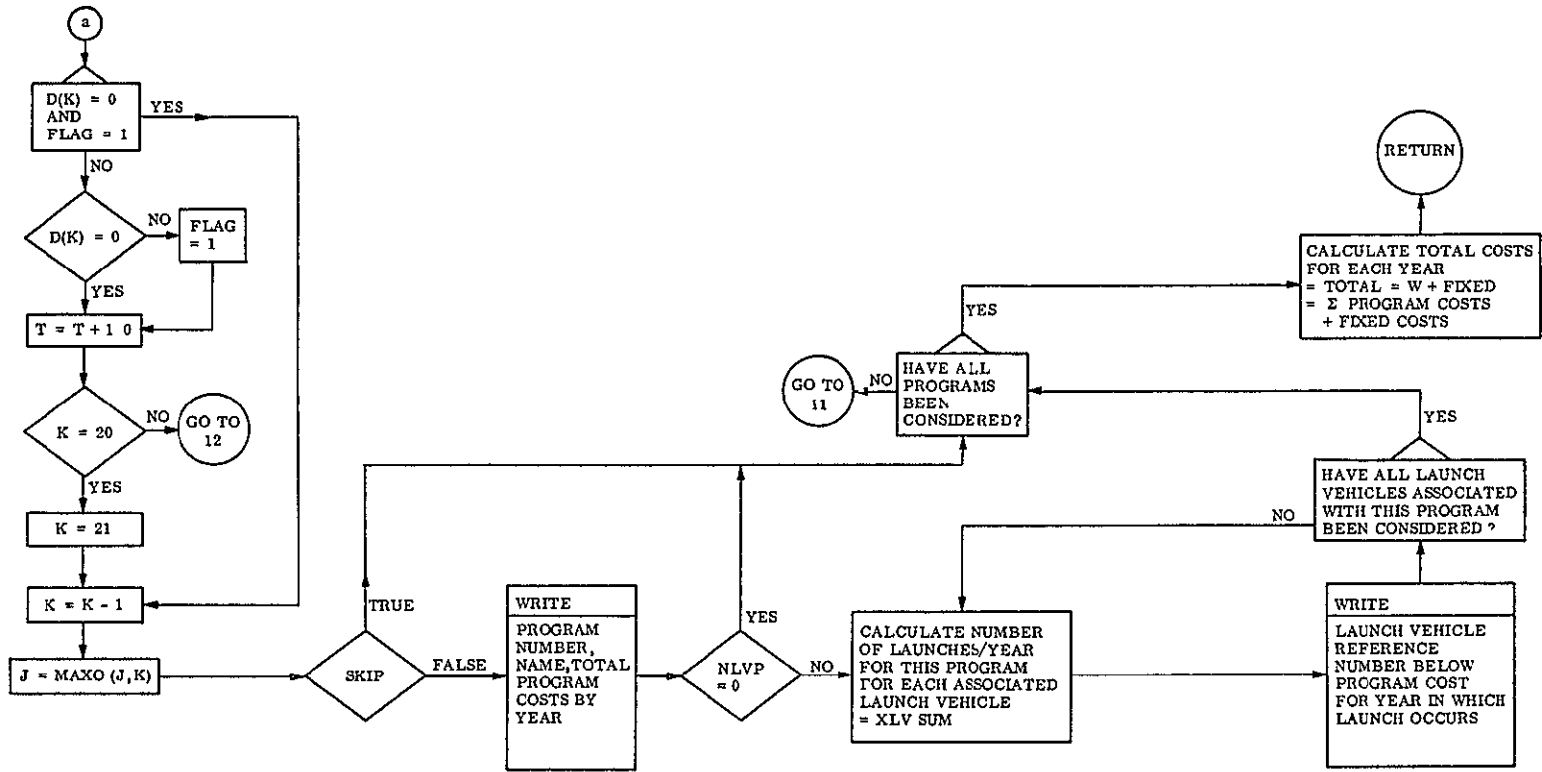 a
D(K) = 0
AND
FLAG = 1
YES
NO
D(K) = 0
NO
FLAG
= 1
YES
T = T + 1 0
K = 20
NO
GO TO
12
YES
K = 21
K = K - 1
J = MAXO (J, K)
SKIP
TRUE
FALSE
WRITE
PROGRAM
NUMBER,
NAME, TOTAL
PROGRAM
COSTS BY
YEAR
NLVP
= 0
YES
NO
CALCULATE NUMBER
OF LAUNCHES/YEAR
FOR THIS PROGRAM
FOR EACH ASSOCIATED
LAUNCH VEHICLE
= XLV SUM
WRITE
LAUNCH VEHICLE
REFERENCE
NUMBER BELOW
PROGRAM COST
FOR YEAR IN WHICH
LAUNCH OCCURS
HAVE ALL LAUNCH
VEHICLES ASSOCIATED
WITH THIS PROGRAM
BEEN CONSIDERED ?
NO
YES
HAVE ALL
PROGRAMS
BEEN
CONSIDERED?
NO
GO TO
11
YES
CALCULATE TOTAL COSTS
FOR EACH YEAR
= TOTAL = W + FIXED
= Σ PROGRAM COSTS
+ FIXED COSTS
RETURN